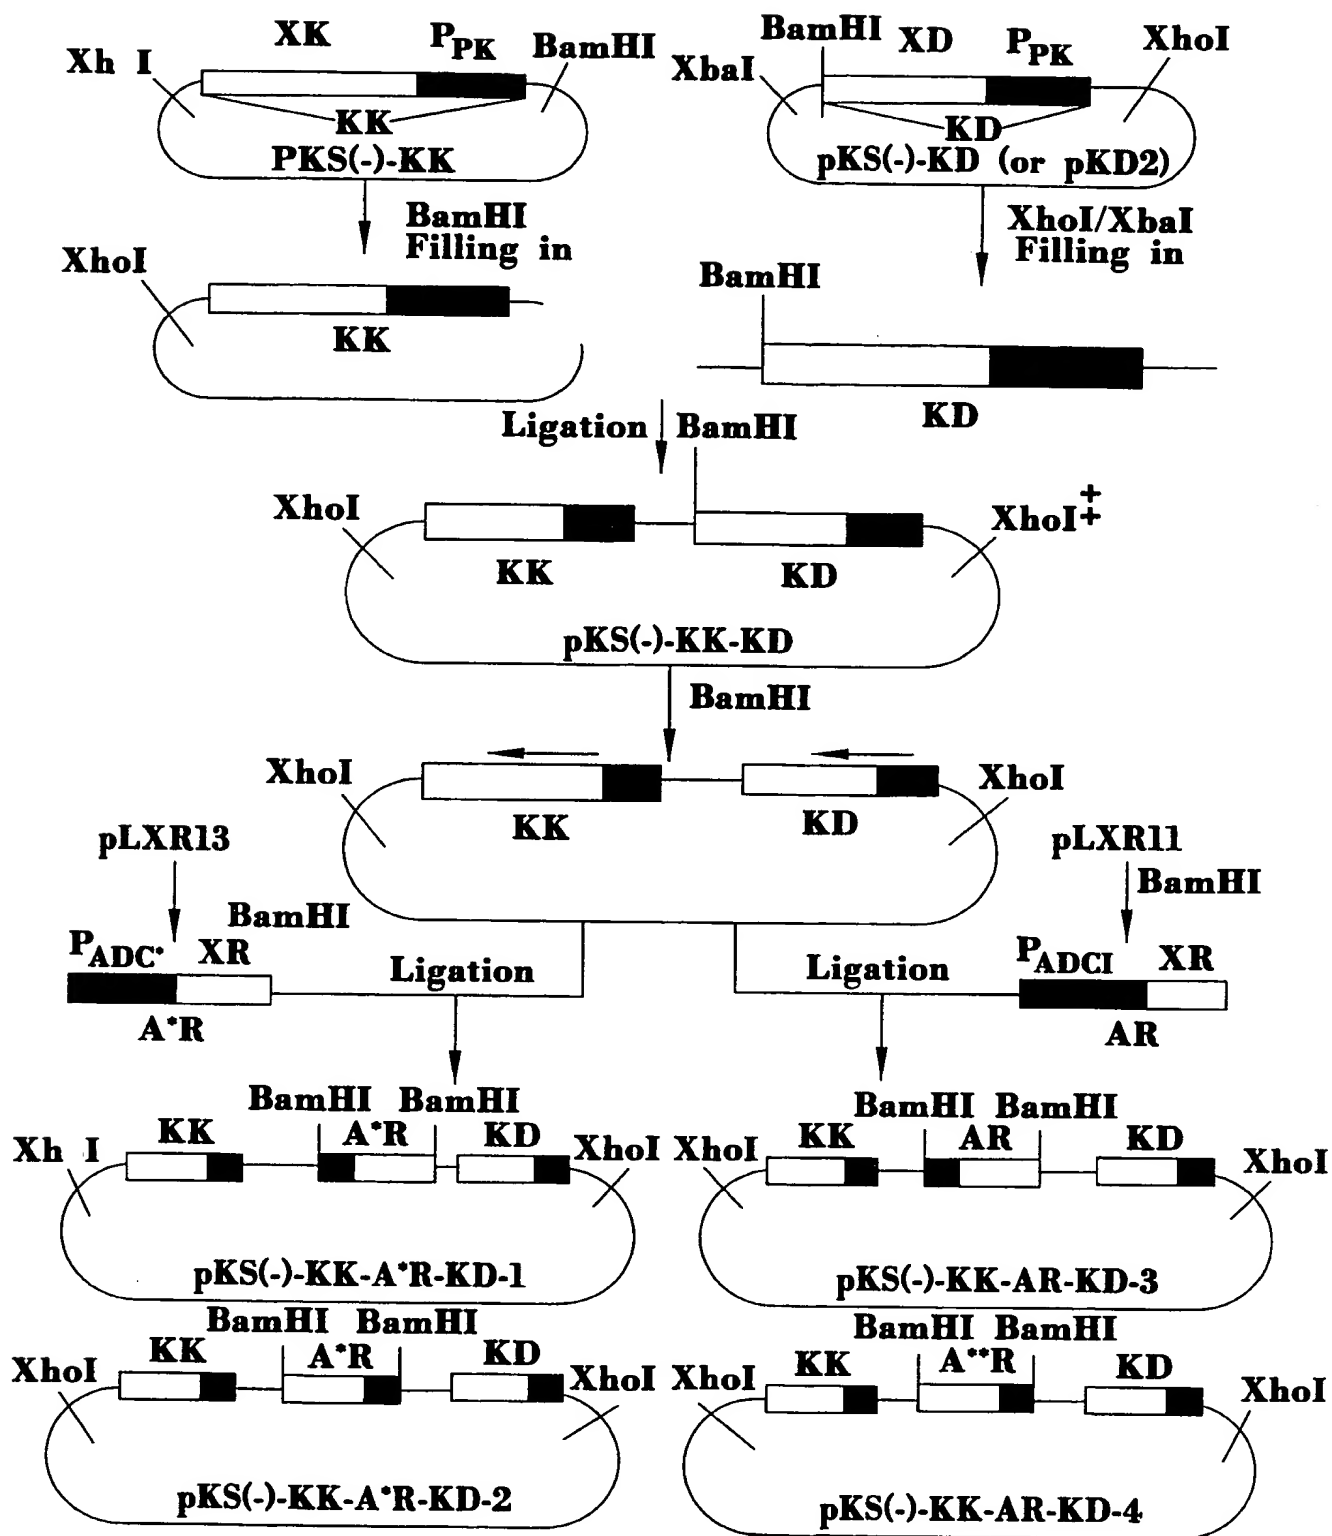 XK
P_PK
BamHI
Xh I
KK
PKS(-)-KK
BamHI
XD
P_PK
XhoI
XbaI
KD
pKS(-)-KD (or pKD2)
BamHI
Filling in
XhoI/XbaI
Filling in
XhoI
KK
BamHI
KD
Ligation
BamHI
XhoI
XhoI‡
KK
KD
pKS(-)-KK-KD
BamHI
XhoI
XhoI
KK
KD
pLXR13
BamHI
P_ADC*
XR
A*R
Ligation
pLXR11
BamHI
P_ADCI
XR
AR
Ligation
BamHI BamHI
Xh I
KK
A*R
KD
XhoI
pKS(-)-KK-A*R-KD-1
BamHI BamHI
XhoI
KK
AR
KD
XhoI
pKS(-)-KK-AR-KD-3
BamHI BamHI
XhoI
KK
A*R
KD
XhoI
pKS(-)-KK-A*R-KD-2
BamHI BamHI
XhoI
KK
A**R
KD
XhoI
pKS(-)-KK-AR-KD-4